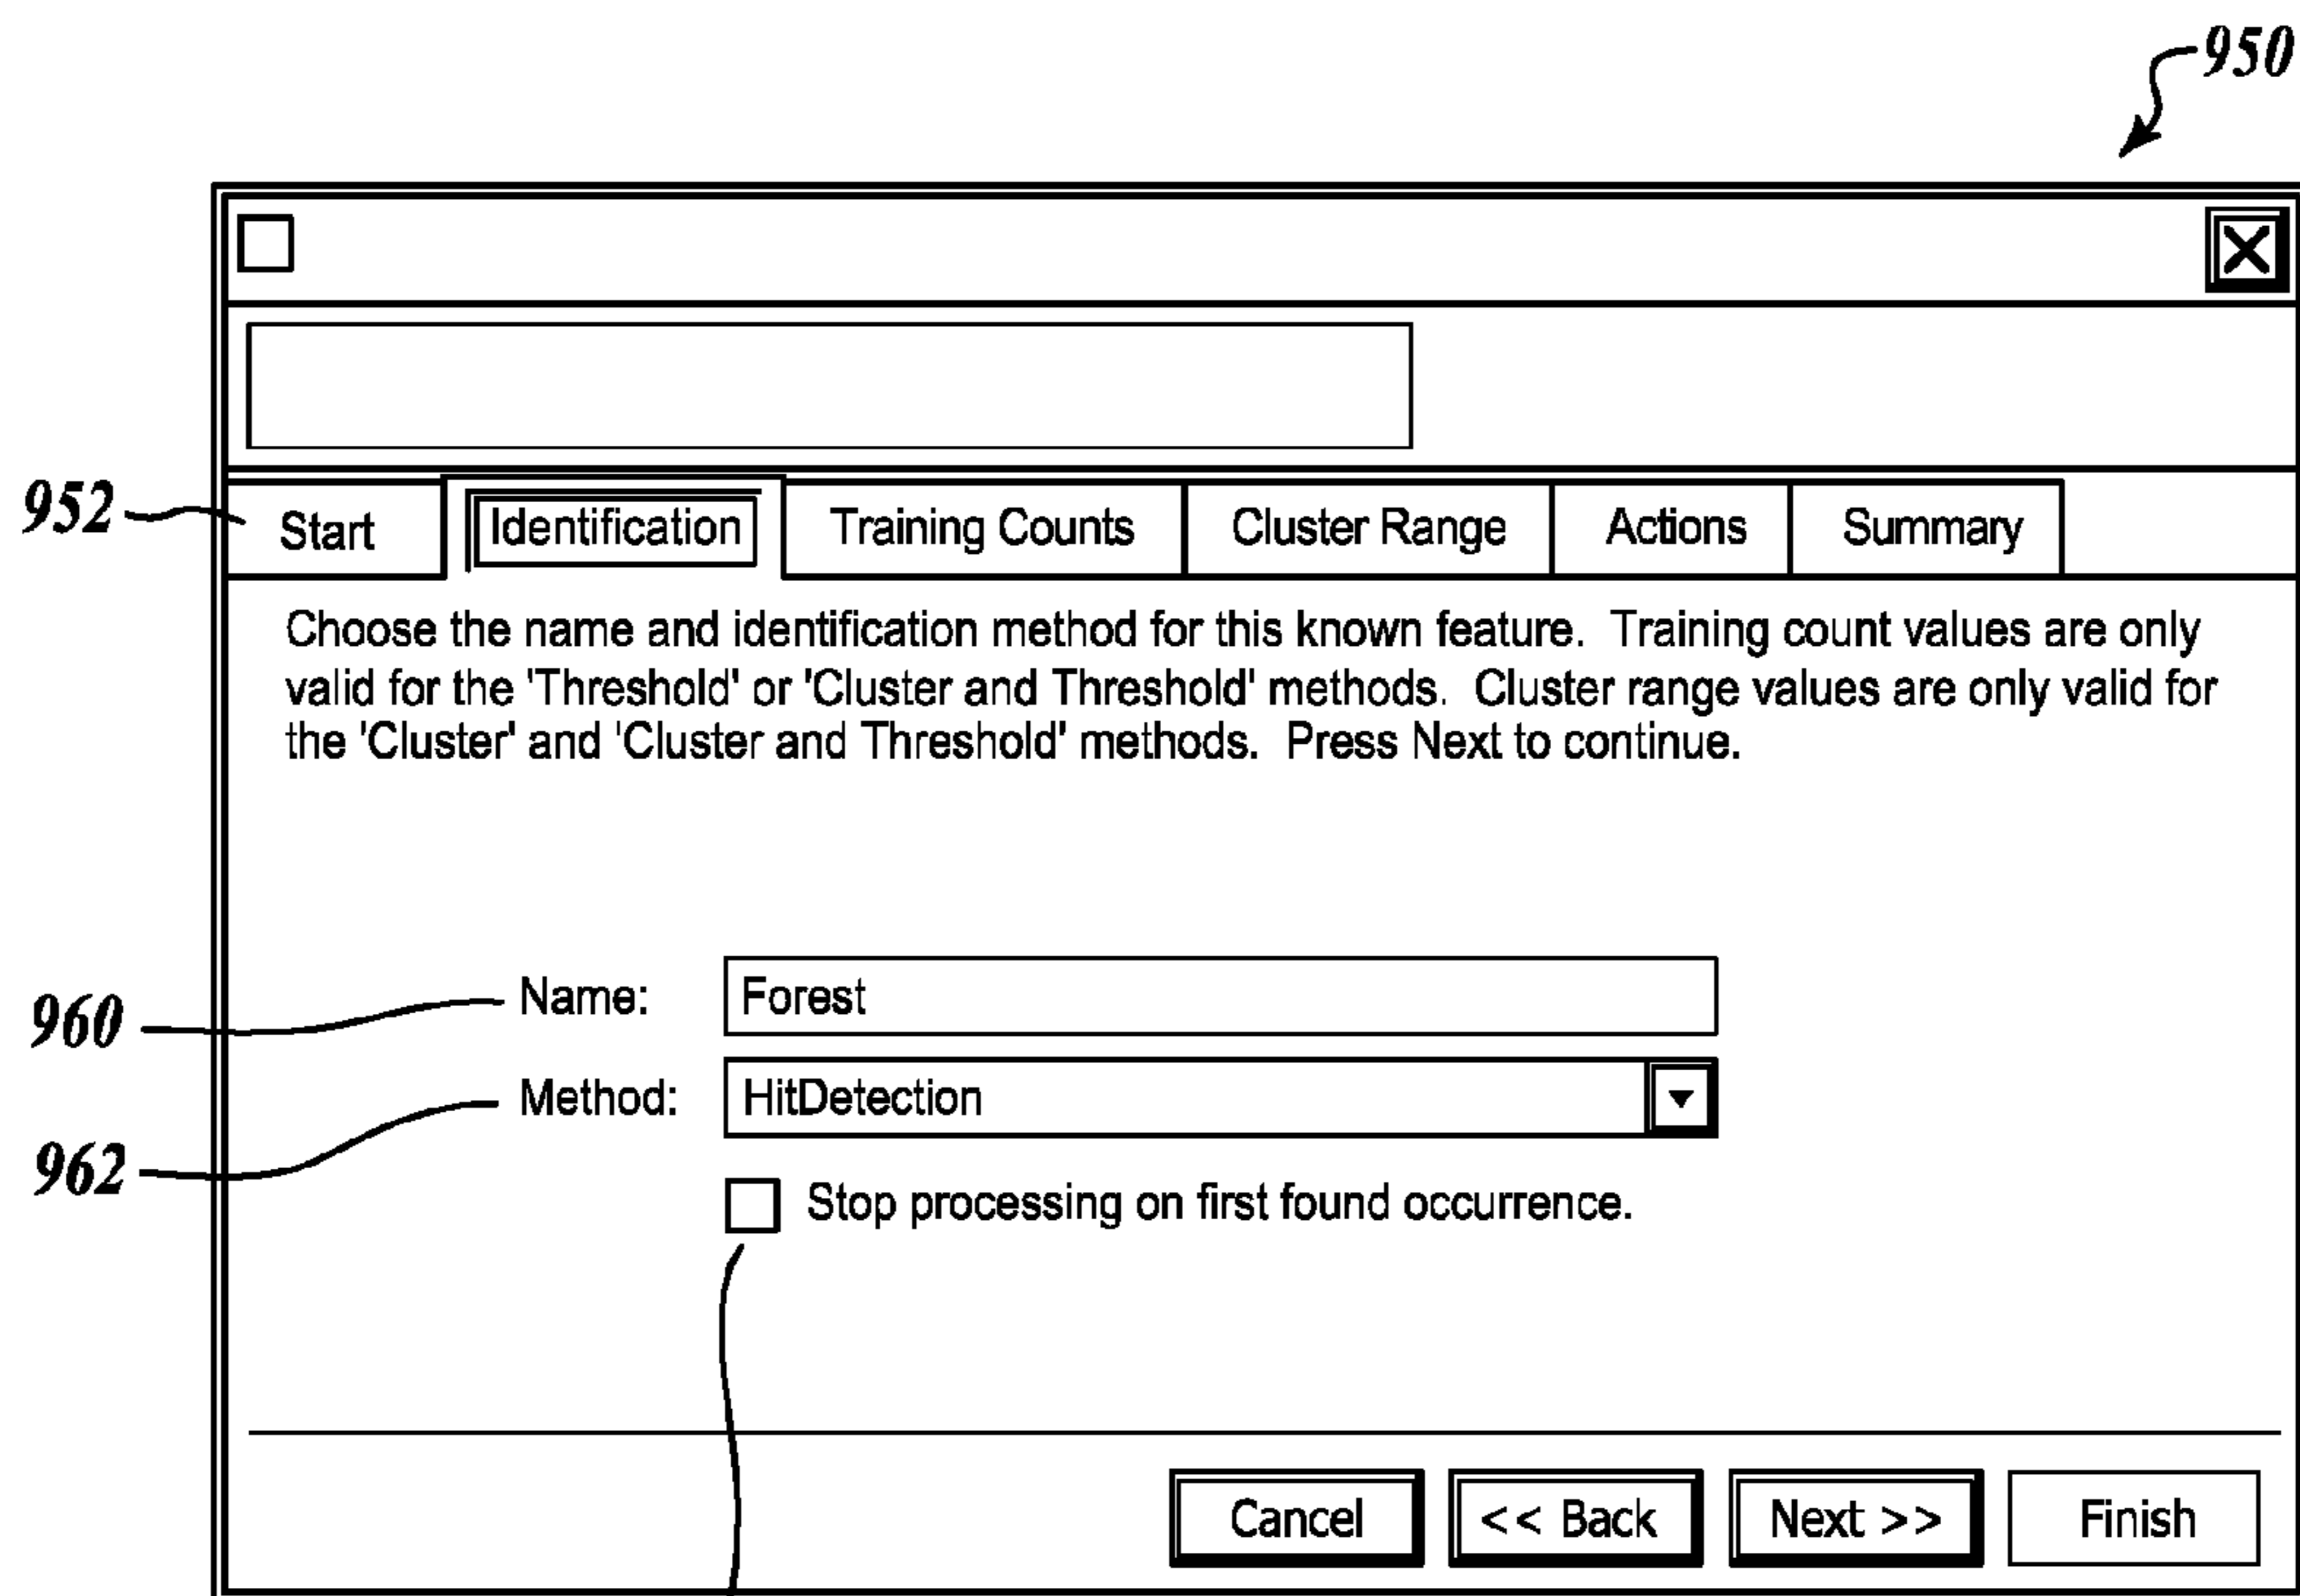 950
952
Start Identification Training Counts Cluster Range Actions Summary
Choose the name and identification method for this known feature. Training count values are only
valid for the 'Threshold' or 'Cluster and Threshold' methods. Cluster range values are only valid for
the 'Cluster' and 'Cluster and Threshold' methods. Press Next to continue.
960
Name: Forest
962
Method: HitDetection
Stop processing on first found occurrence.
Cancel << Back Next >> Finish